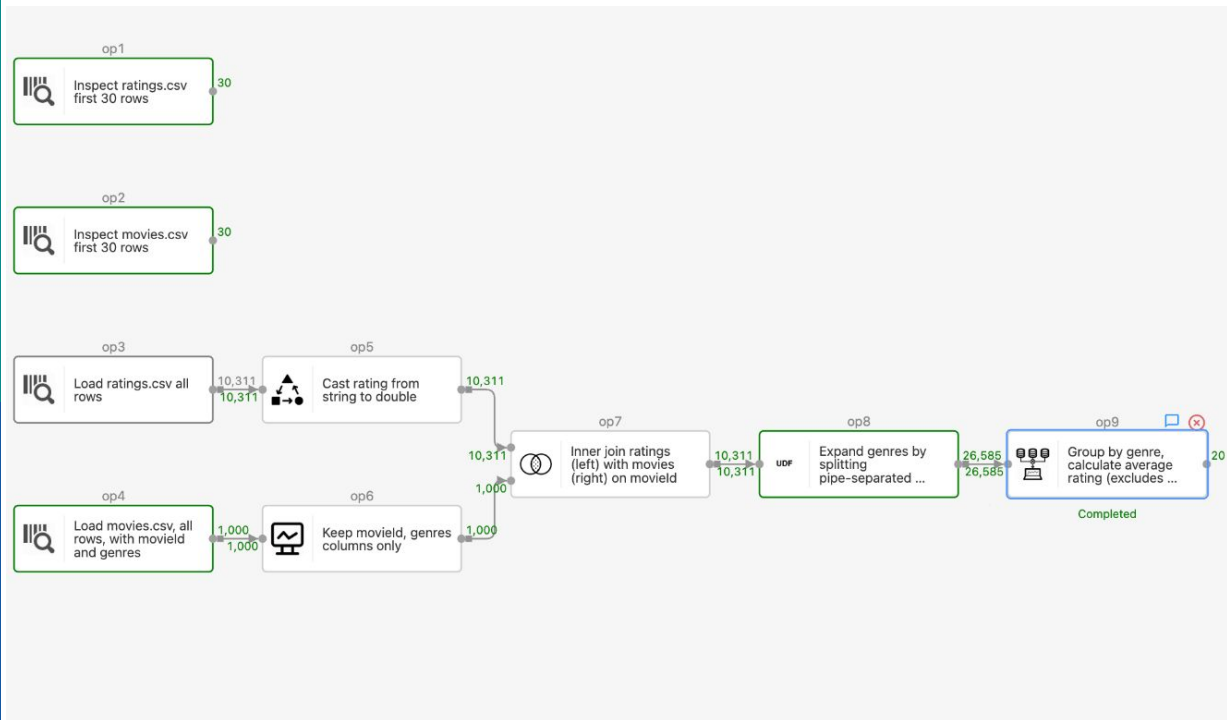 op1
Inspect ratings.csv
first 30 rows
30
op2
Inspect movies.csv
first 30 rows
30
op3
Load ratings.csv all
rows
10,311
10,311
op5
Cast rating from
string to double
10,311
10,311
op4
Load movies.csv, all
rows, with movieId
and genres
1,000
1,000
op6
Keep movieId, genres
columns only
1,000
1,000
op7
Inner join ratings
(left) with movies
(right) on movieId
10,311
10,311
op8
UDF
Expand genres by
splitting
pipe-separated ...
26,585
26,585
op9
Group by genre,
calculate average
rating (excludes ...
20
Completed